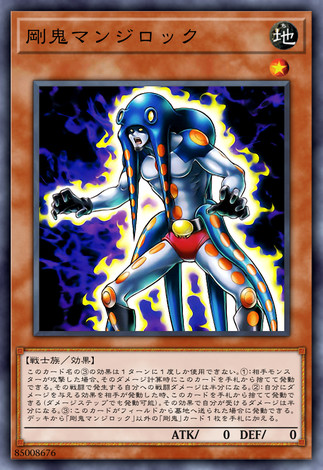 剛鬼マンジロック
地
【戦士族／効果】
このカード名の③の効果は１ターンに１度しか使用できない。①：相手モンス
ターが攻撃した場合、そのダメージ計算時にこのカードを手札から捨てて発動
できる。その戦闘で発生する自分への戦闘ダメージは半分になる。②：自分にダ
メージを与える効果を相手が発動した時、このカードを手札から捨てて発動で
きる(ダメージステップでも発動可能)。その効果で自分が受けるダメージは半分
になる。③：このカードがフィールドから墓地へ送られた場合に発動できる。
デッキから「剛鬼マンジロック」以外の「剛鬼」カード１枚を手札に加える。
ATK/ 0 DEF/ 0
85008676